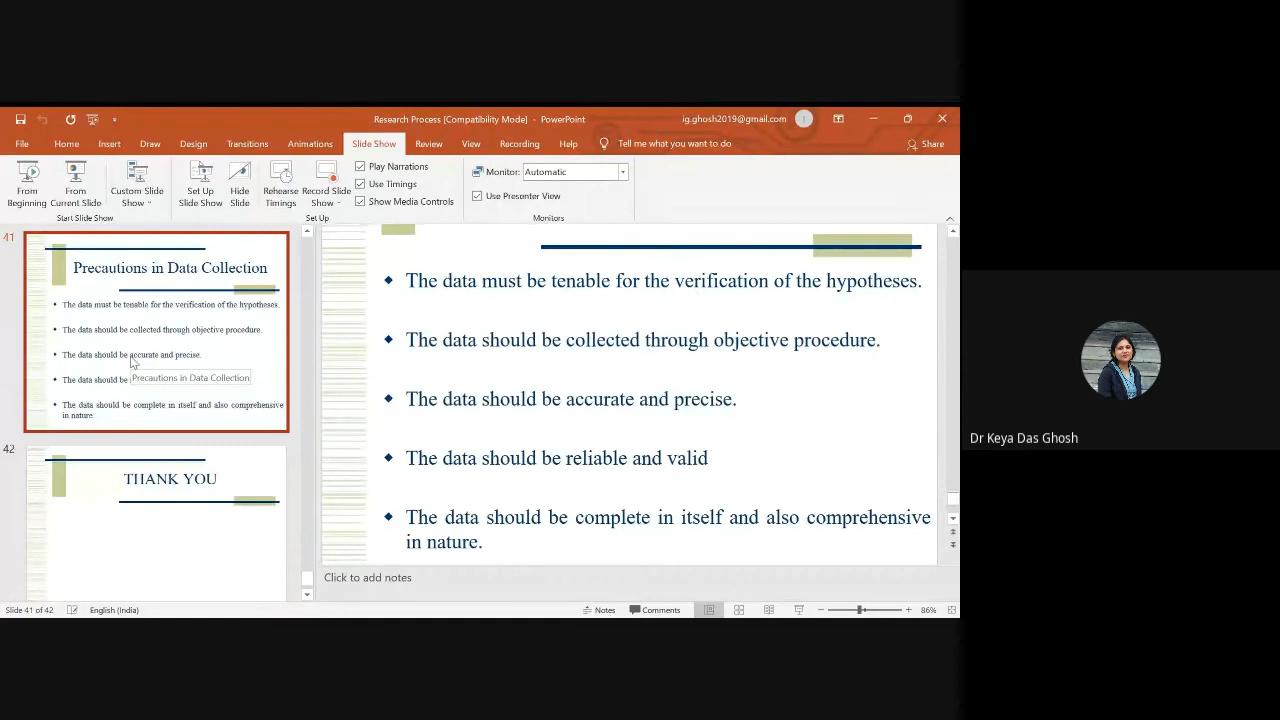 Research Process [Compatibility Mode] - PowerPoint
ig.ghosh2019@gmail.com
File Home Insert Draw Design Transitions Animations Slide Show Review View Recording Help Tell me what you want to do Share
From Beginning
From Current Slide
Custom Slide Show
Start Slide Show
Set Up Slide Show
Hide Slide
Rehearse Timings
Record Slide Show
Play Narrations
Use Timings
Show Media Controls
Set Up
Monitor: Automatic
Use Presenter View
Monitors
41
Precautions in Data Collection
The data must be tenable for the verification of the hypotheses.
The data should be collected through objective procedure.
The data should be accurate and precise.
The data should be
Precautions in Data Collection
The data should be complete in itself and also comprehensive
in nature.
42
THANK YOU
The data must be tenable for the verification of the hypotheses.
The data should be collected through objective procedure.
The data should be accurate and precise.
The data should be reliable and valid
The data should be complete in itself and also comprehensive
in nature.
Click to add notes
Slide 41 of 42 English (India) Notes Comments 86%
Dr Keya Das Ghosh